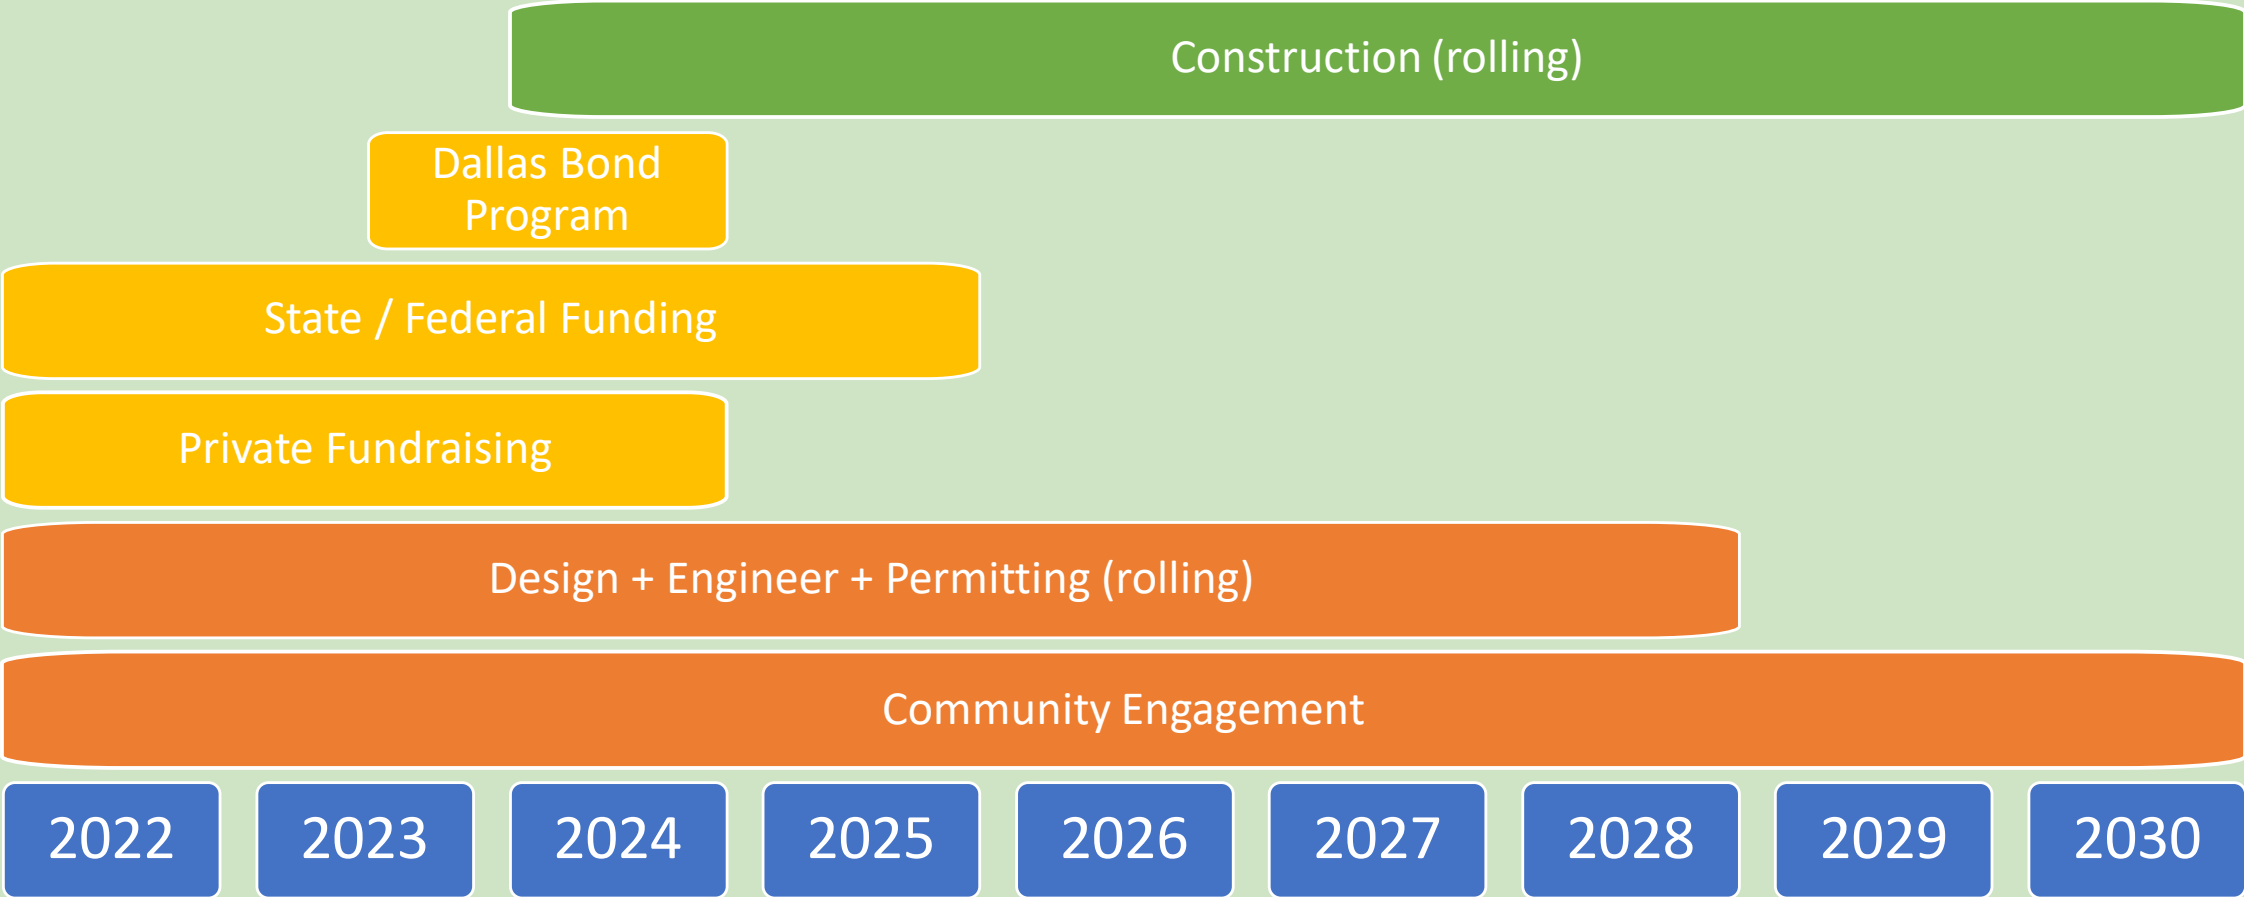 Construction (rolling)
Dallas Bond
Program
State / Federal Funding
Private Fundraising
Design + Engineer + Permitting (rolling)
Community Engagement
2022 2023 2024 2025 2026 2027 2028 2029 2030